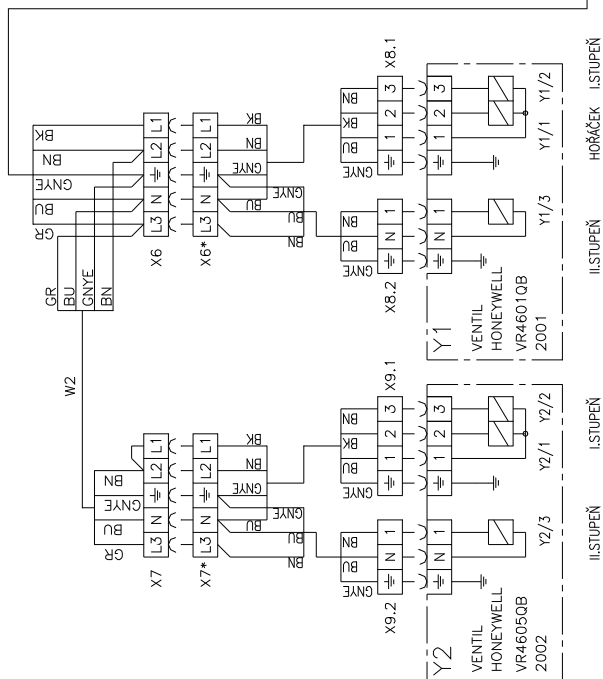 X8.1
I.STUPEŇ
BN
3
3
Y1/2
HOŘÁČEK
BK
2
2
Y1/1
BU
1
1
GNYE
BK
L1
L1
BK
BN
L2
L2
BN
GNYE
GNYE
BU
N
N
BU
GNYE
GR
L3
L3
BU
BN
X6
X6*
BN
1
1
Y1/3
BU
N
N
GNYE
X8.2
II.STUPEŇ
GR
BU
GNYE
BN
Y1
VENTIL
HONEYWELL
VR4601QB
2001
W2
X9.1
I.STUPEŇ
BN
3
3
Y2/2
BK
2
2
Y2/1
BU
1
1
GNYE
L1
L1
BK
BN
L2
L2
BN
GNYE
GNYE
BU
N
N
BU
GNYE
GR
L3
L3
BU
BN
X7
X7*
BN
1
1
Y2/3
BU
N
N
GNYE
X9.2
II.STUPEŇ
Y2
VENTIL
HONEYWELL
VR4605QB
2002